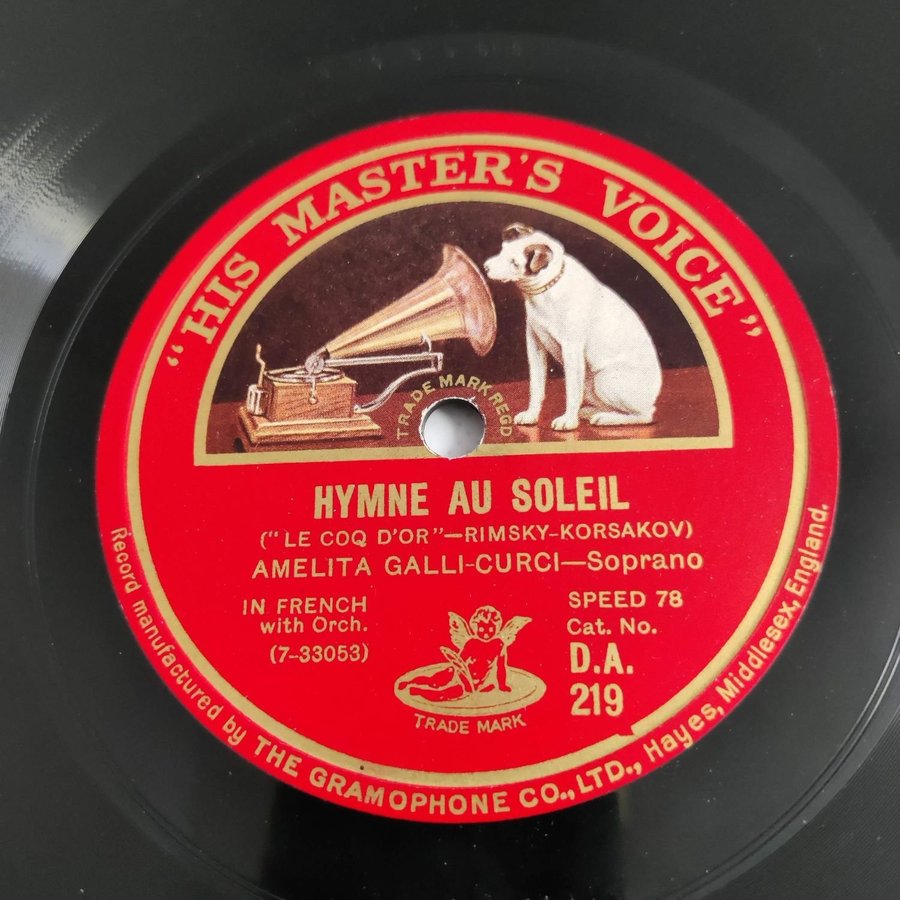 "HIS MASTER'S VOICE"
TRADE MARK REGD
HYMNE AU SOLEIL
("LE COQ D'OR"—RIMSKY-KORSAKOV)
AMELITA GALLI-CURCI—Soprano
IN FRENCH
with Orch.
(7-33053)
SPEED 78
Cat. No.
D.A.
219
TRADE MARK
Record manufactured by THE GRAMOPHONE CO., LTD., Hayes, Middlesex, England.